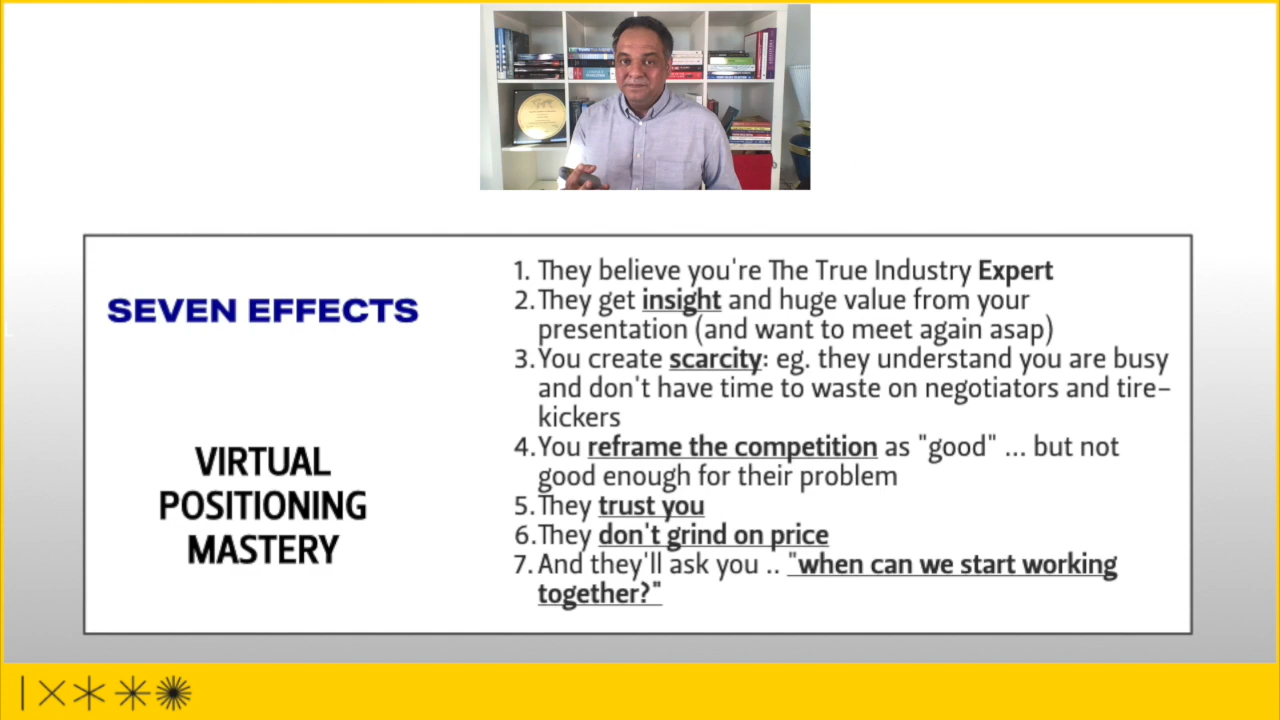 SEVEN EFFECTS
VIRTUAL
POSITIONING
MASTERY
1. They believe you're The True Industry Expert
2. They get insight and huge value from your
presentation (and want to meet again asap)
3. You create scarcity: eg. they understand you are busy
and don't have time to waste on negotiators and tire-
kickers
4. You reframe the competition as "good" ... but not
good enough for their problem
5. They trust you
6. They don't grind on price
7. And they'll ask you .. "when can we start working
together?"